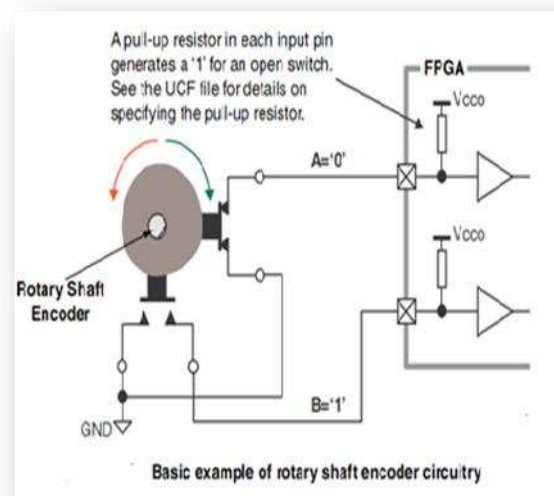 A pull-up resistor in each input pin
generates a '1' for an open switch.
See the UCF file for details on
specifying the pull-up resistor.
FPGA
Vcco
A='0'
Vcco
Rotary Shaft
Encoder
B='1'
GND
Basic example of rotary shaft encoder circuitry